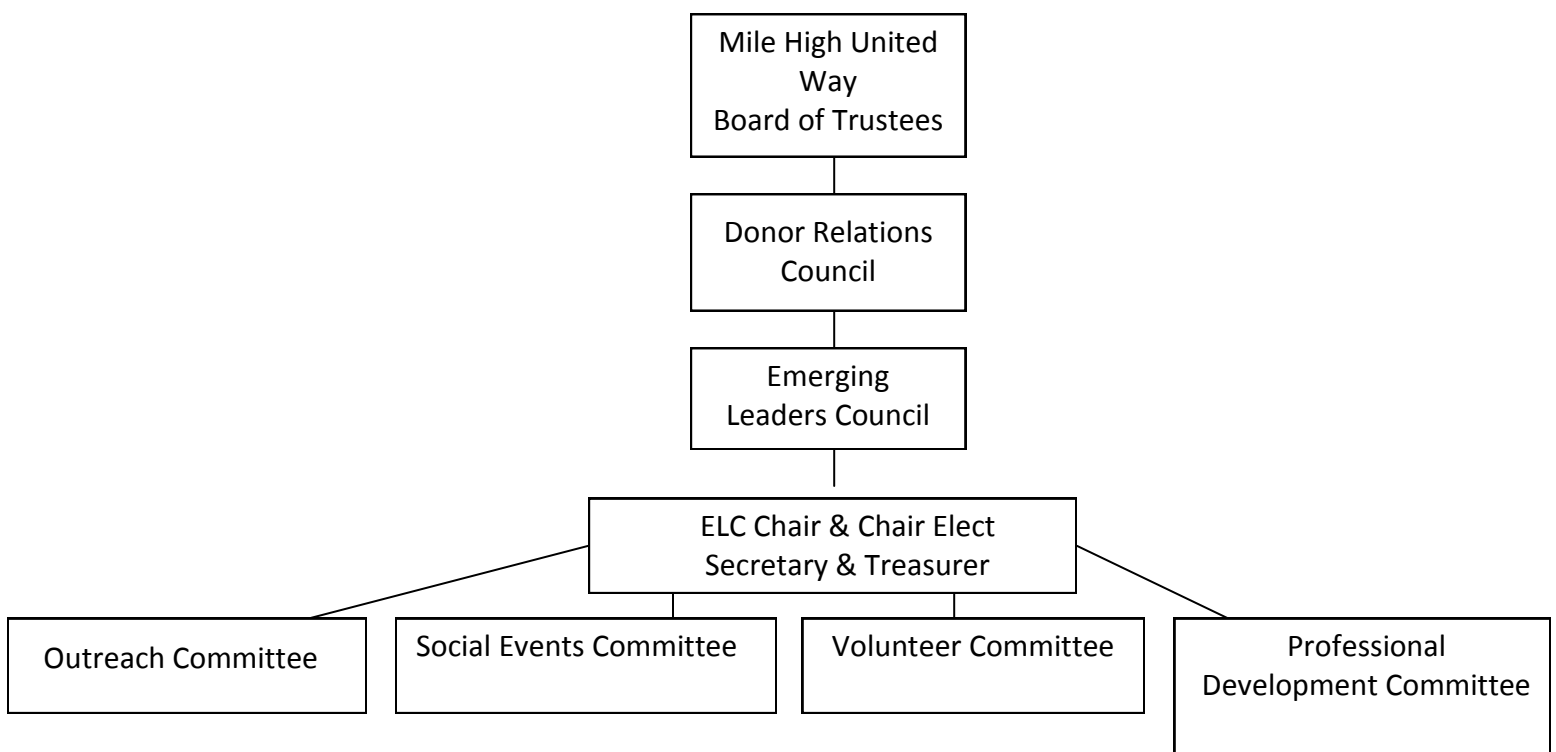 Mile High United
Way
Board of Trustees
Donor Relations
Council
Emerging
Leaders Council
ELC Chair & Chair Elect
Secretary & Treasurer
Outreach Committee
Social Events Committee
Volunteer Committee
Professional
Development Committee